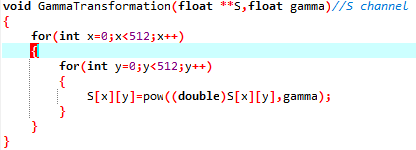 void GammaTransformation(float **S,float gamma)//S channel
{
    for(int x=0;x<512;x++)
    {
        for(int y=0;y<512;y++)
        {
            S[x][y]=pow((double)S[x][y],gamma);
        }
    }
}